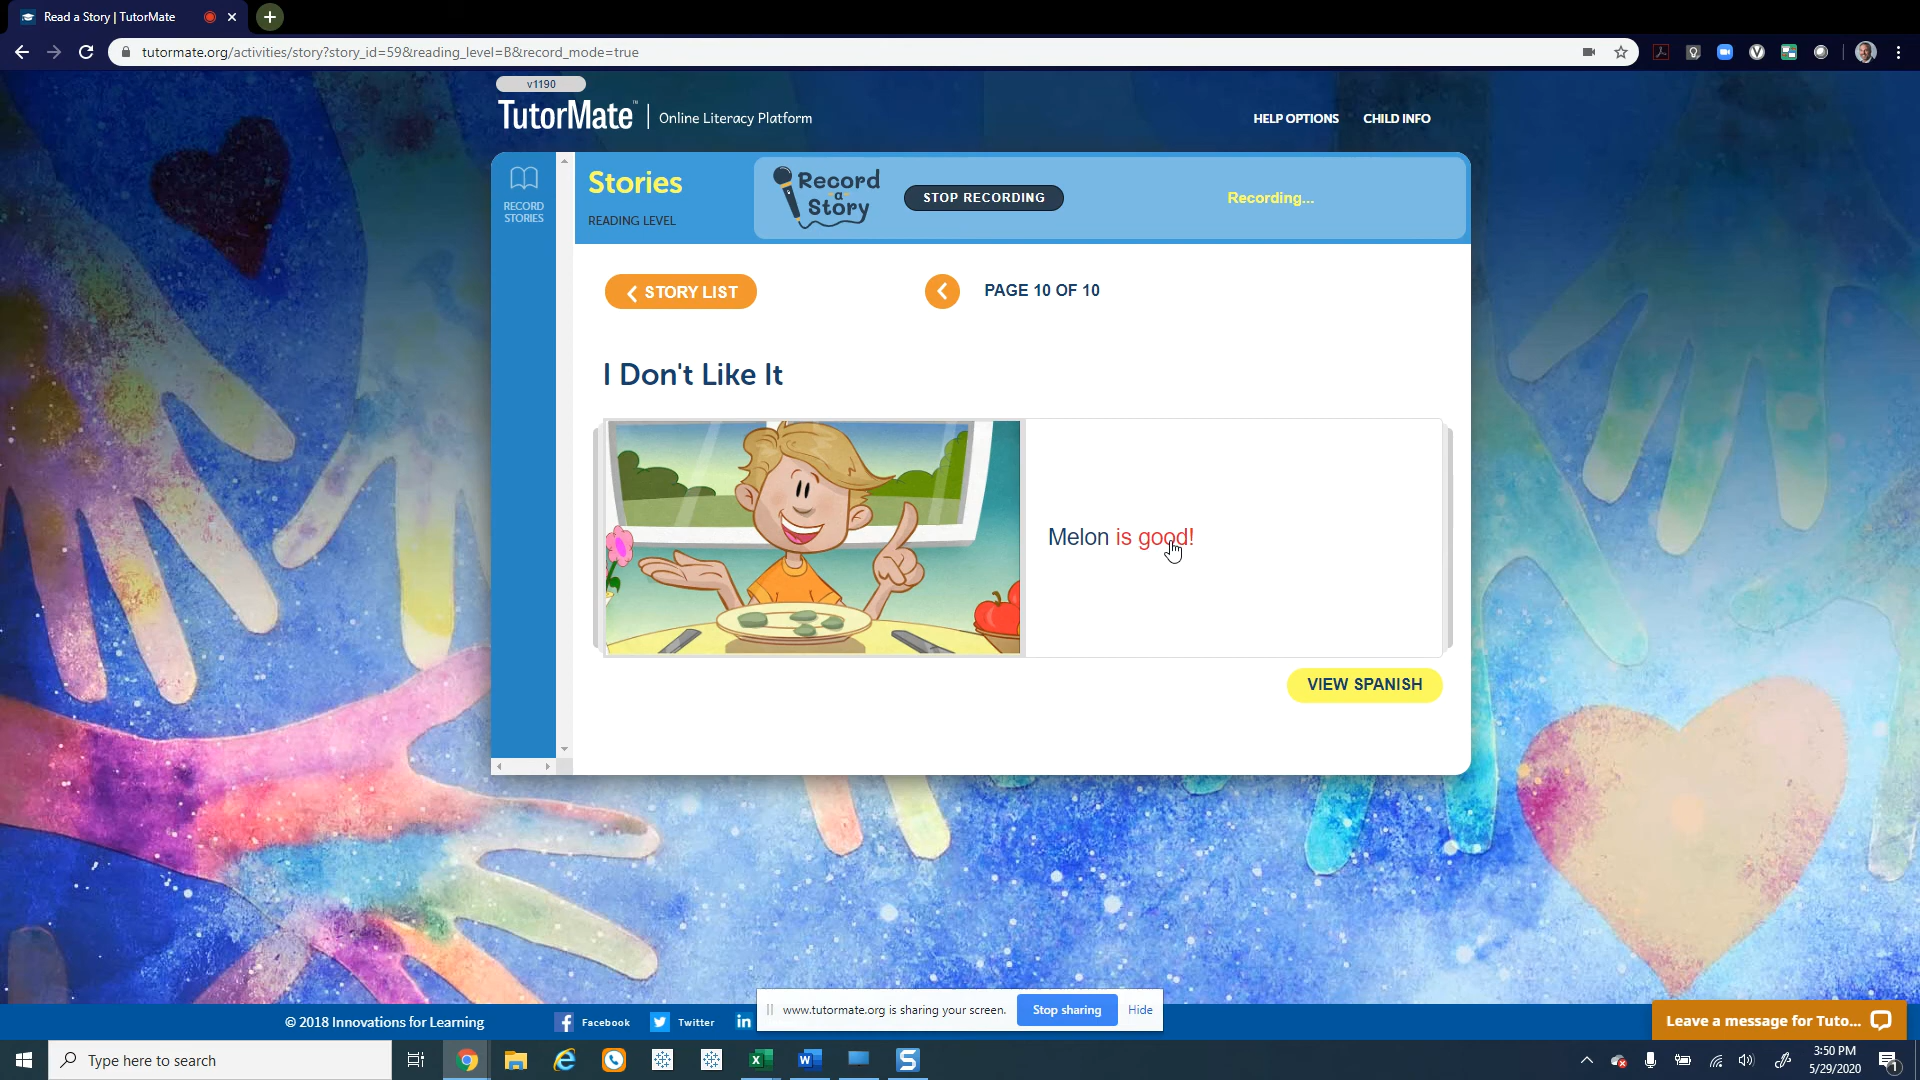 Read a Story | TutorMate
tutormate.org/activities/story?story_id=59&reading_level=B&record_mode=true
v1190
TutorMate™ | Online Literacy Platform
HELP OPTIONS
CHILD INFO
RECORD
STORIES
Stories
READING LEVEL
Record
a
Story
STOP RECORDING
Recording...
STORY LIST
PAGE 10 OF 10
I Don't Like It
Melon is good!
VIEW SPANISH
© 2018 Innovations for Learning
Facebook
Twitter
in
www.tutormate.org is sharing your screen.
Stop sharing
Hide
Leave a message for Tuto...
Type here to search
3:50 PM
5/29/2020
1